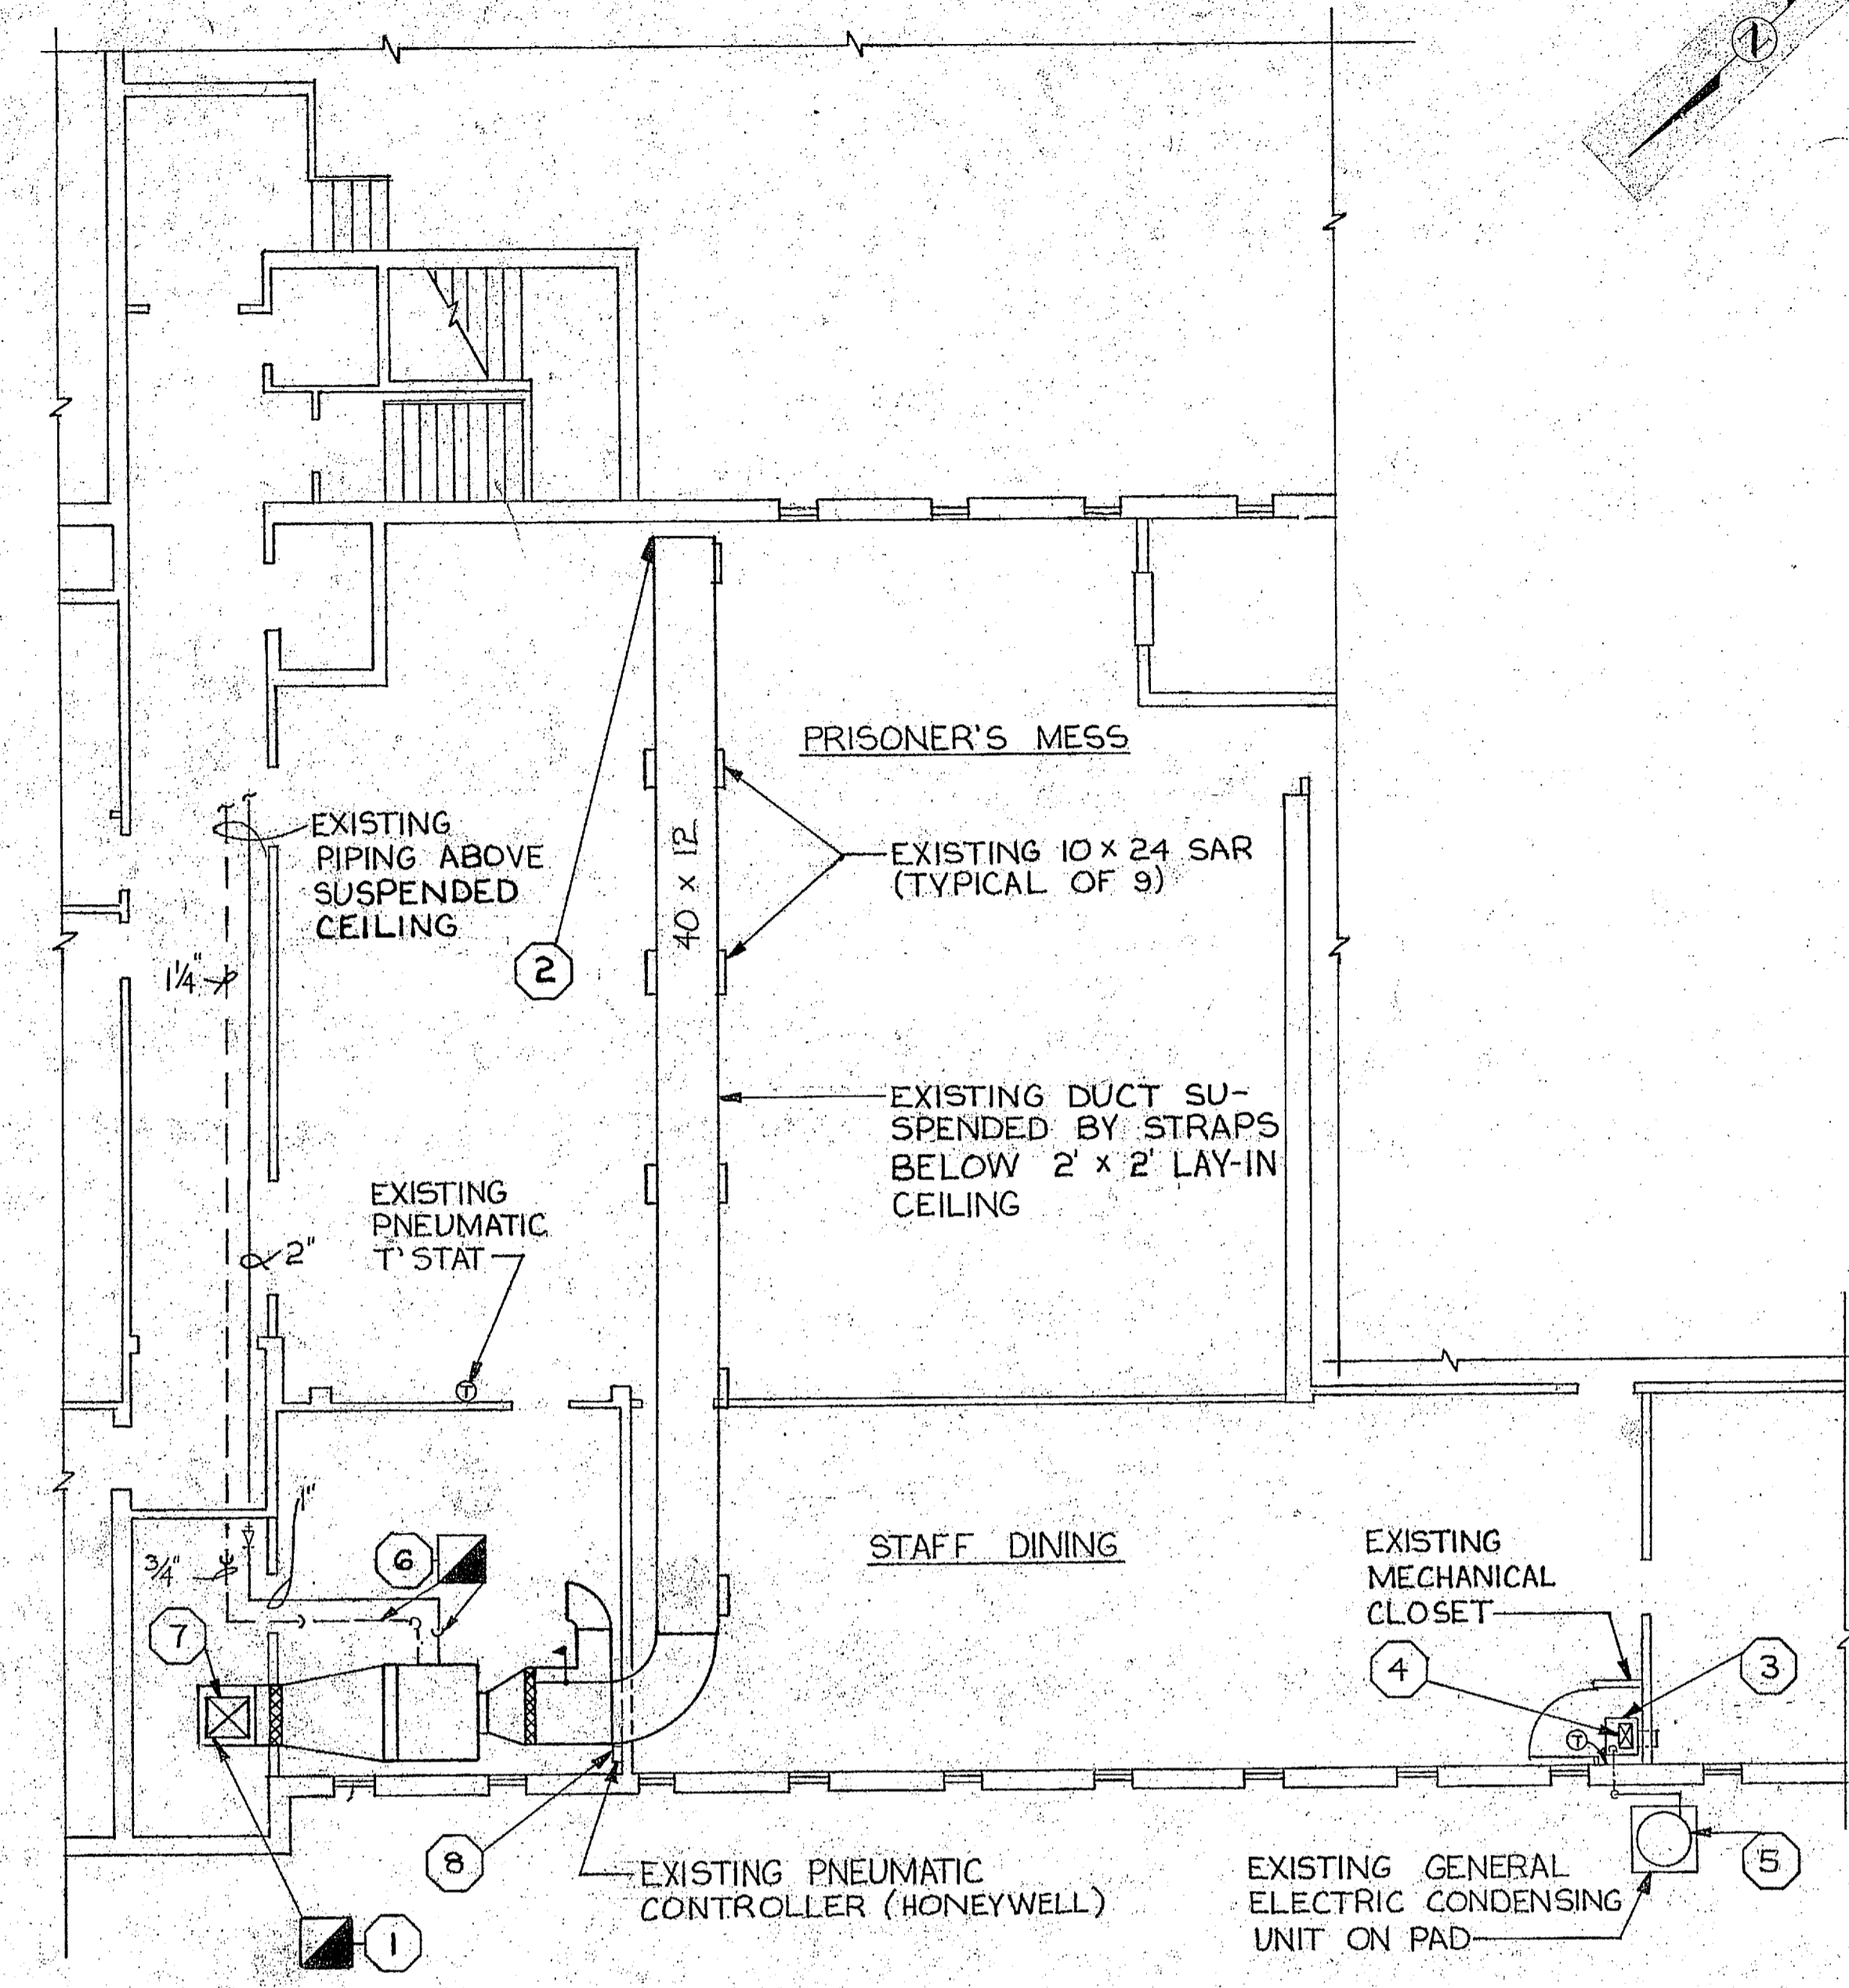 N
PRISONER'S MESS
EXISTING
PIPING ABOVE
SUSPENDED
CEILING
40 x 12
EXISTING 10 x 24 SAR
(TYPICAL OF 9)
2
1¼"
EXISTING DUCT SU-
SPENDED BY STRAPS
BELOW 2' x 2' LAY-IN
CEILING
EXISTING
PNEUMATIC
T'STAT
2"
T
1"
¾"
6
STAFF DINING
EXISTING
MECHANICAL
CLOSET
7
4
3
T
8
EXISTING PNEUMATIC
CONTROLLER (HONEYWELL)
EXISTING GENERAL
ELECTRIC CONDENSING
UNIT ON PAD
5
1